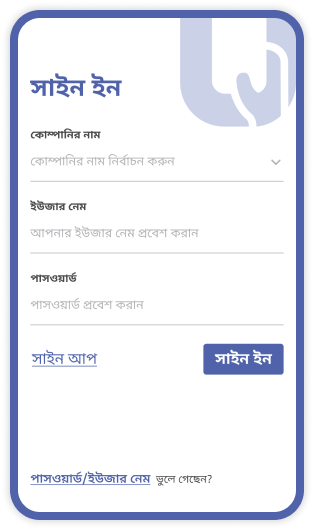 সাইন ইন
কোম্পানির নাম
কোম্পানির নাম নির্বাচন করুন
ইউজার নেম
আপনার ইউজার নেম প্রবেশ করান
পাসওয়ার্ড
পাসওয়ার্ড প্রবেশ করান
সাইন আপ সাইন ইন
পাসওয়ার্ড/ইউজার নেম ভুলে গেছেন?